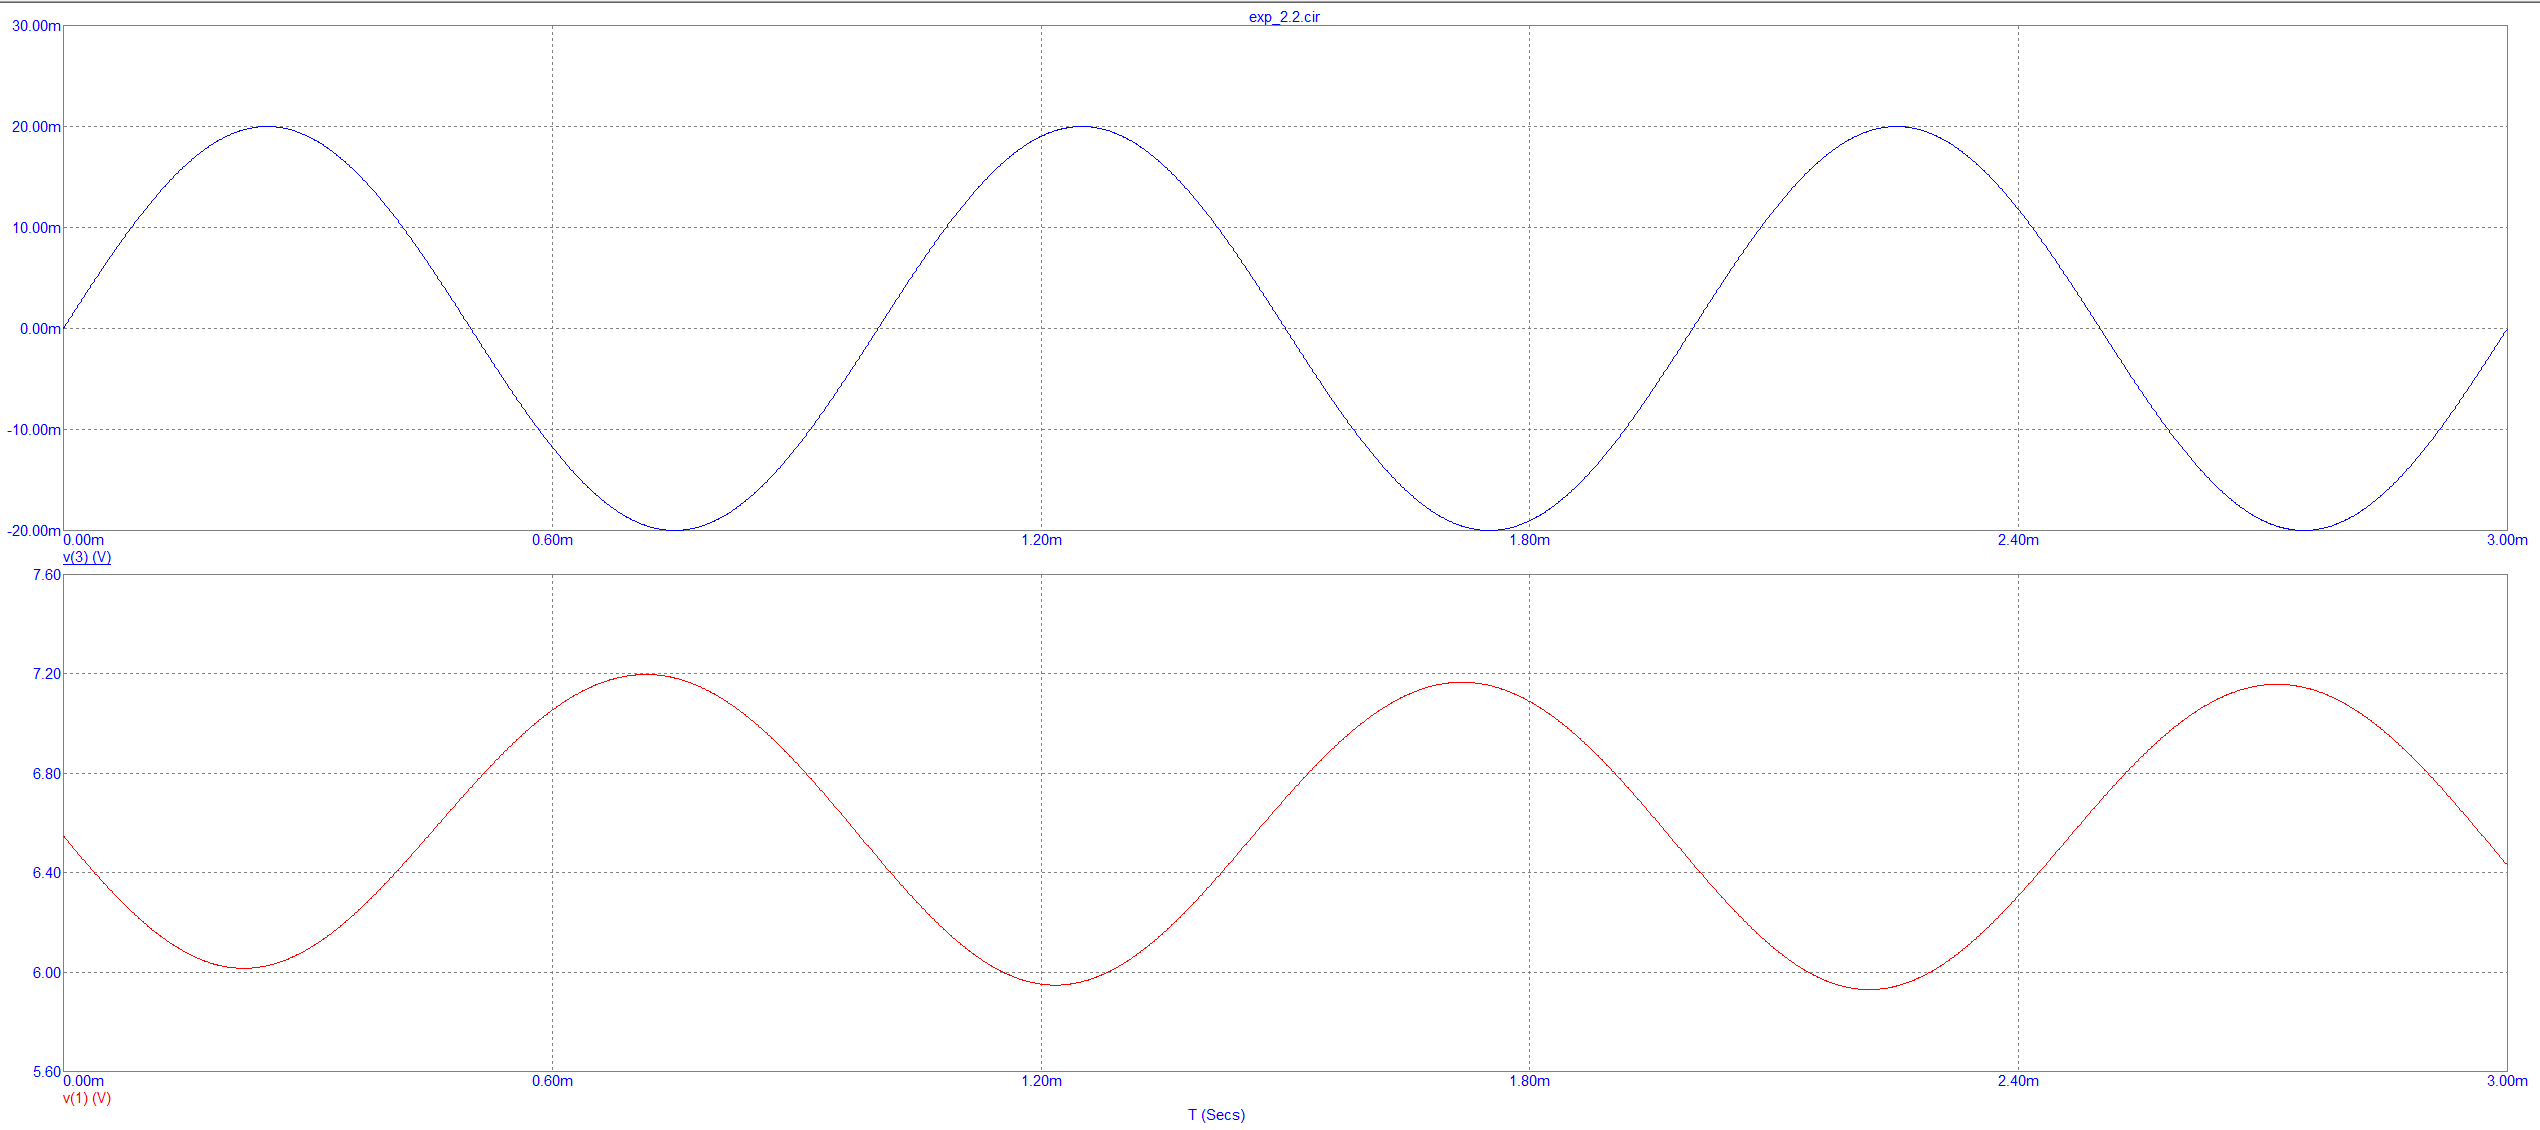 exp_2.2.cir
30.00m
20.00m
10.00m
0.00m
-10.00m
-20.00m
0.00m 0.60m 1.20m 1.80m 2.40m 3.00m
v(3) (V)
7.60
7.20
6.80
6.40
6.00
5.60
0.00m 0.60m 1.20m 1.80m 2.40m 3.00m
v(1) (V)
T (Secs)